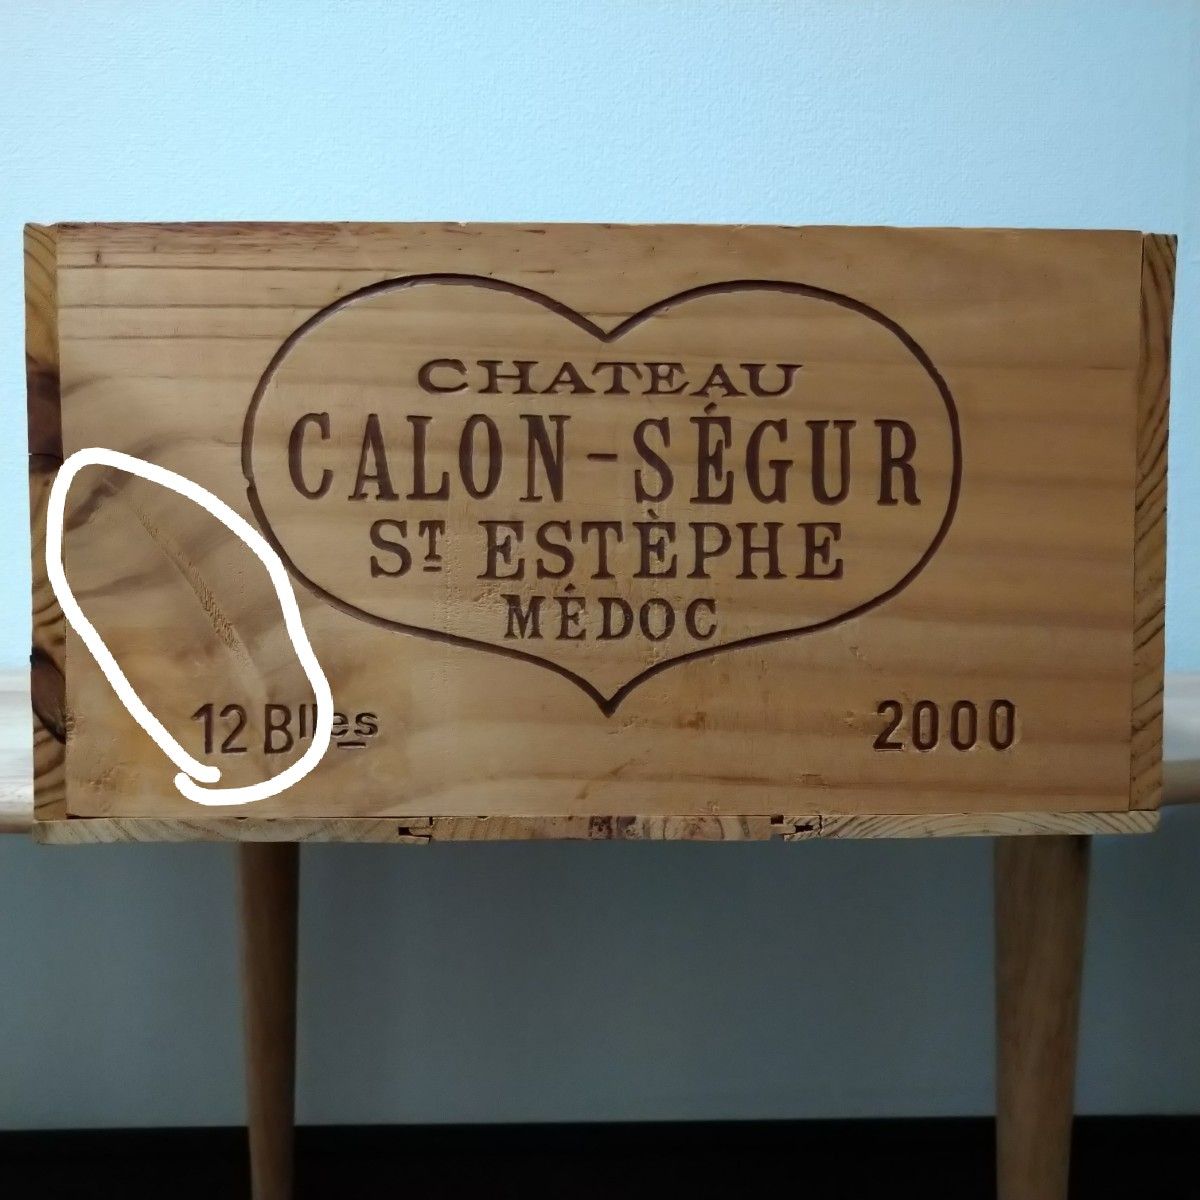 CHATEAU
CALON-SÉGUR
ST ESTÈPHE
MÉDOC
12 Blles
2000